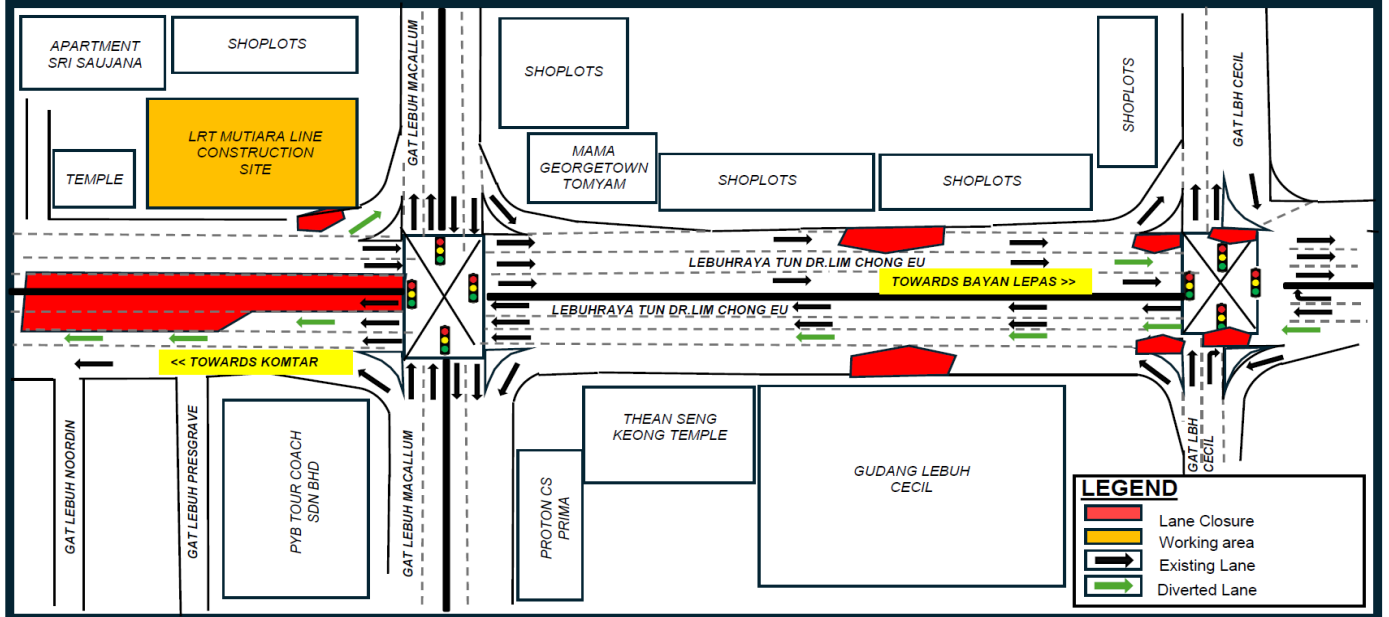 APARTMENT
SRI SAUJANA
SHOPLOTS
GAT LEBUH MACALLUM
SHOPLOTS
SHOPLOTS
GAT LBH CECIL
LRT MUTIARA LINE
CONSTRUCTION
SITE
TEMPLE
MAMA
GEORGETOWN
TOMYAM
SHOPLOTS
SHOPLOTS
LEBUHRAYA TUN DR.LIM CHONG EU
TOWARDS BAYAN LEPAS >>
LEBUHRAYA TUN DR.LIM CHONG EU
<< TOWARDS KOMTAR
GAT LEBUH NOORDIN
GAT LEBUH PRESGRAVE
PYB TOUR COACH
SDN BHD
GAT LEBUH MACALLUM
PROTON CS
PRIMA
THEAN SENG
KEONG TEMPLE
GUDANG LEBUH
CECIL
GAT LBH
CECIL
LEGEND
Lane Closure
Working area
Existing Lane
Diverted Lane